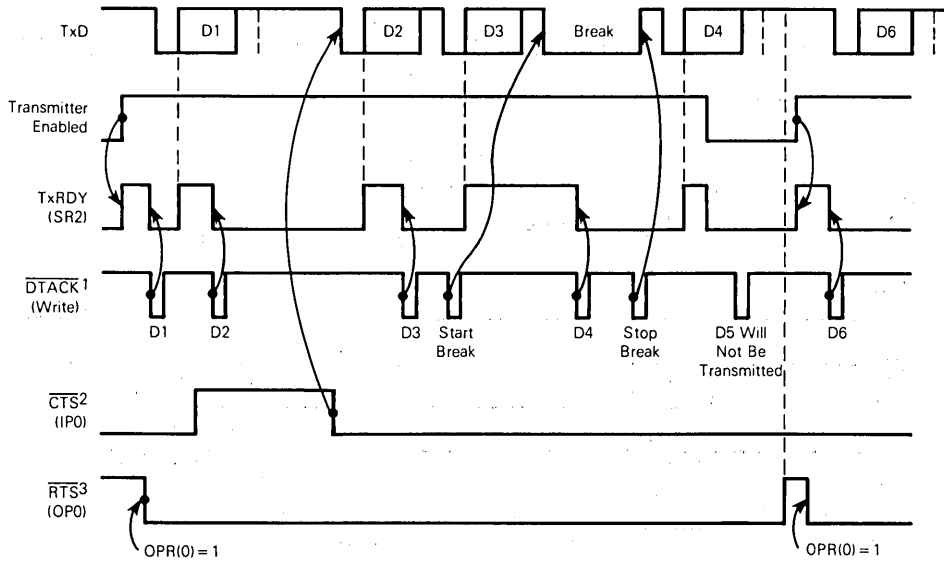 TxD
D1
D2
D3
Break
D4
D6
Transmitter
Enabled
TxRDY
(SR2)
DTACK1
(Write)
D1
D2
D3
Start
Break
D4
Stop
Break
D5 Will
Not Be
Transmitted
D6
CTS2
(IP0)
RTS3
(OP0)
OPR(0) = 1
OPR(0) = 1